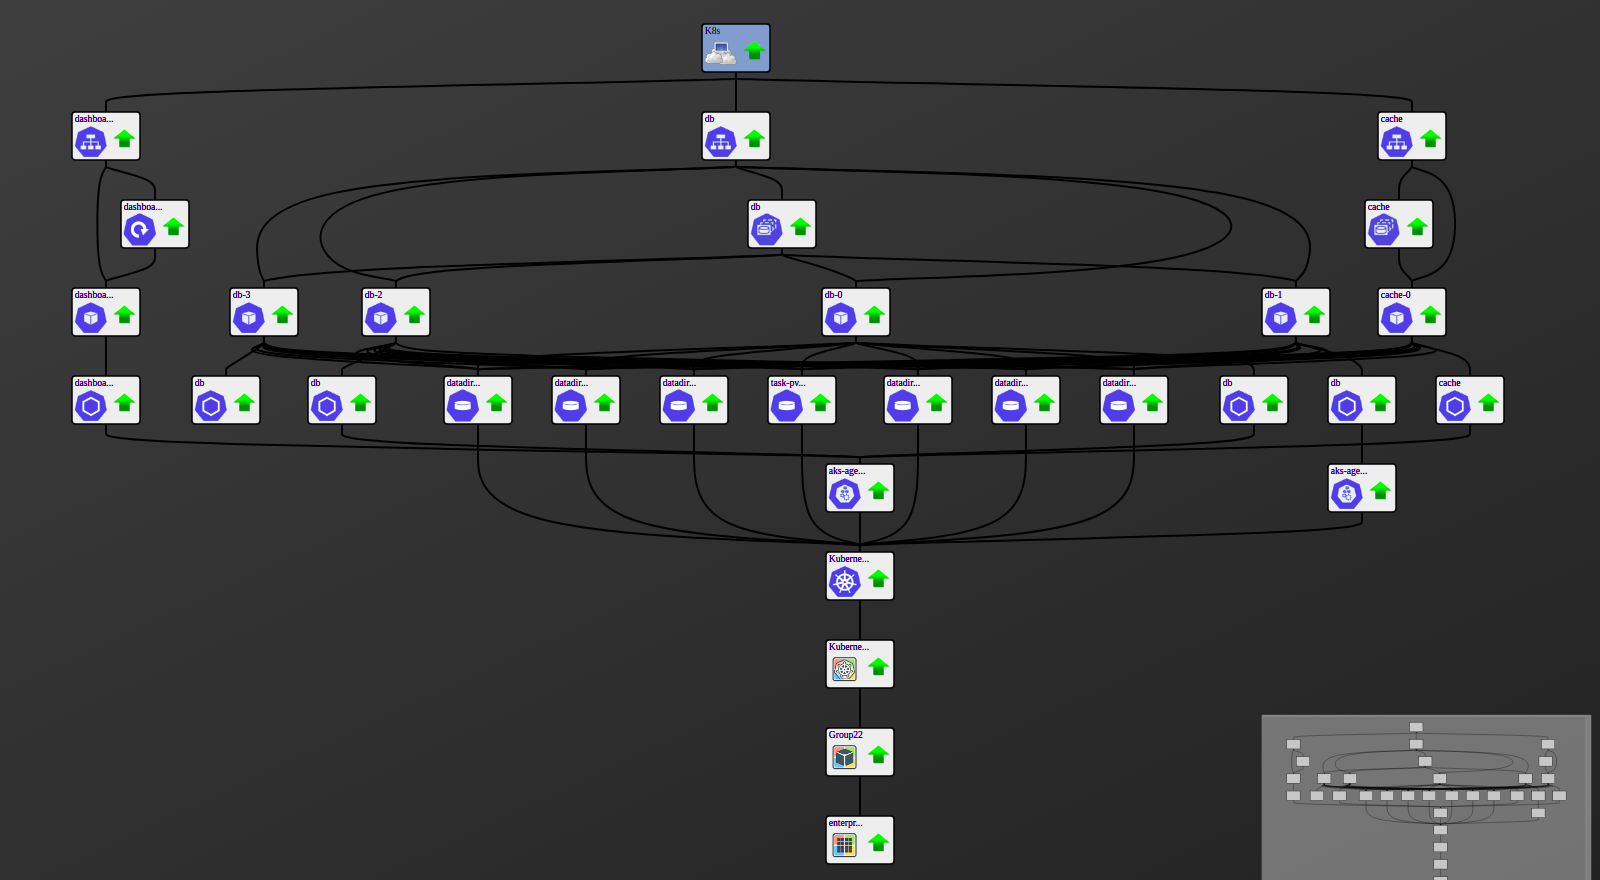 K8s
dashboa...
db
cache
dashboa...
db
cache
dashboa...
db-3
db-2
db-0
db-1
cache-0
dashboa...
db
db
datadir...
datadir...
datadir...
task-pv...
datadir...
datadir...
datadir...
db
db
cache
aks-age...
aks-age...
Kuberne...
Kuberne...
Group22
enterpr...